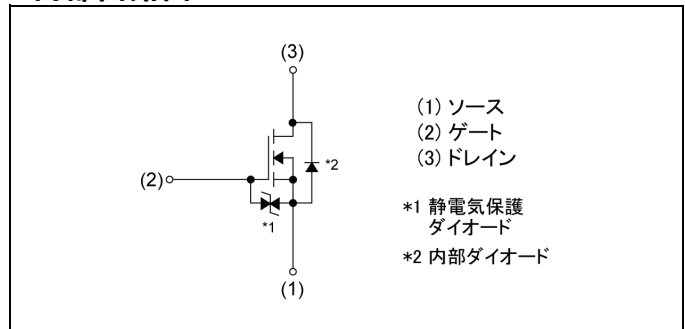 (3)
(2)
*2
*1
(1)
(1) ソース
(2) ゲート
(3) ドレイン
*1 静電気保護
ダイオード
*2 内部ダイオード